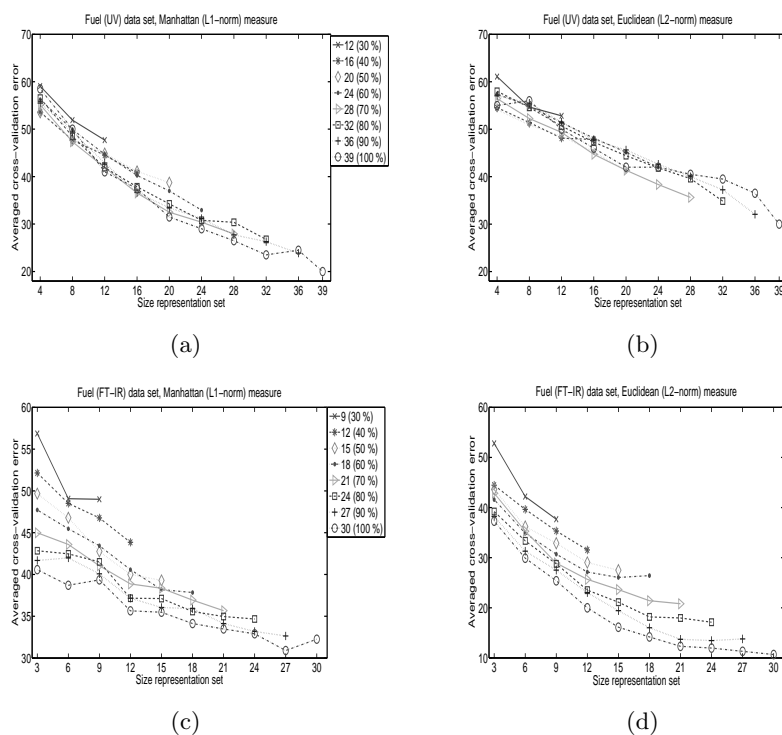 Fuel (UV) data set, Manhattan (L1−norm) measure
Averaged cross−validation error
70
60
50
40
30
20
4 8 12 16 20 24 28 32 36 39
Size representation set
12 (30 %)
16 (40 %)
20 (50 %)
24 (60 %)
28 (70 %)
32 (80 %)
36 (90 %)
39 (100 %)
(a)
Fuel (UV) data set, Euclidean (L2−norm) measure
Averaged cross−validation error
70
60
50
40
30
20
4 8 12 16 20 24 28 32 36 39
Size representation set
(b)
Fuel (FT−IR) data set, Manhattan (L1−norm) measure
Averaged cross−validation error
60
55
50
45
40
35
30
3 6 9 12 15 18 21 24 27 30
Size representation set
9 (30 %)
12 (40 %)
15 (50 %)
18 (60 %)
21 (70 %)
24 (80 %)
27 (90 %)
30 (100 %)
(c)
Fuel (FT−IR) data set, Euclidean (L2−norm) measure
Averaged cross−validation error
60
50
40
30
20
10
3 6 9 12 15 18 21 24 27 30
Size representation set
(d)